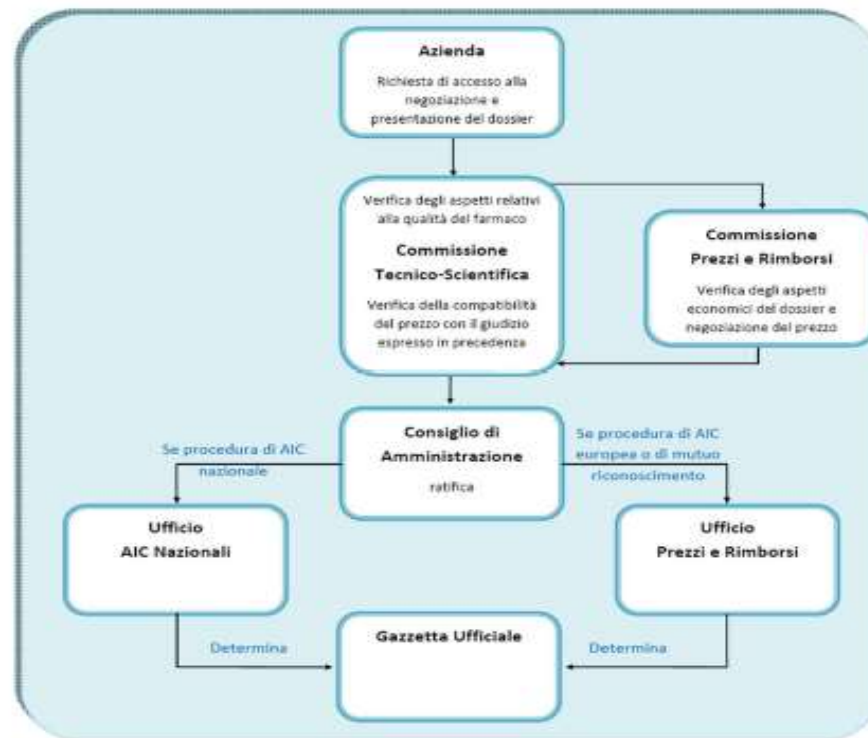 Azienda
Richiesta di accesso alla
negoziazione e
presentazione del dossier
Verifica degli aspetti relativi
alla qualità del farmaco
Commissione
Tecnico-Scientifica
Verifica della compatibilità
del prezzo con il giudizio
espresso in precedenza
Commissione
Prezzi e Rimborsi
Verifica degli aspetti
economici del dossier e
negoziazione del prezzo
Se procedura di AIC
nazionale
Consiglio di
Amministrazione
ratifica
Se procedura di AIC
europea o di mutuo
riconoscimento
Ufficio
AIC Nazionali
Ufficio
Prezzi e Rimborsi
Determina
Gazzetta Ufficiale
Determina